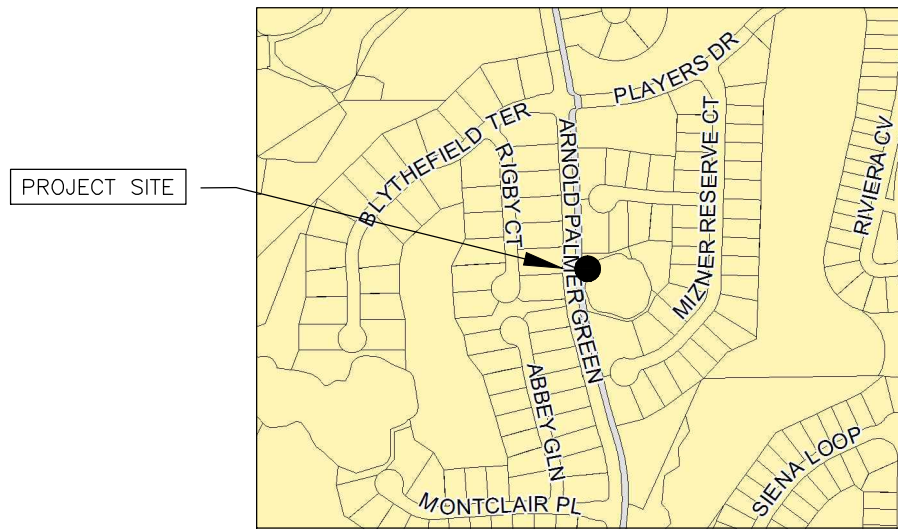 PLAYERS DR
BLYTHEFIELD TER
ARNOLD PALMER GREEN
MIZNER RESERVE CT
RIGBY CT
RIVIERA CV
PROJECT SITE
ABBEY GLN
SIENA LOOP
MONTCLAIR PL